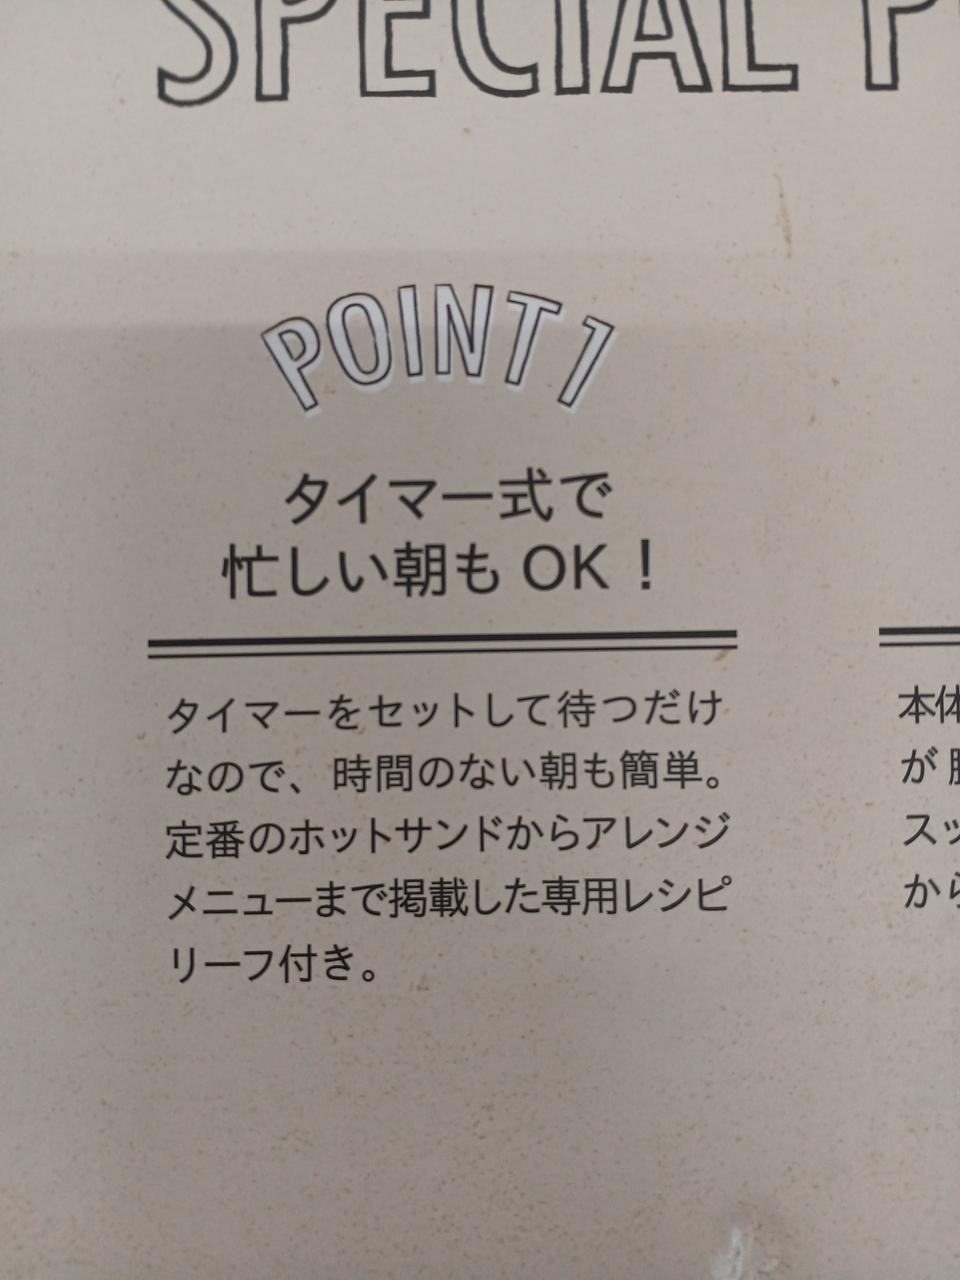 SPECIAL P
POINT 1
タイマー式で
忙しい朝も OK！
タイマーをセットして待つだけ
なので、時間のない朝も簡単。
定番のホットサンドからアレンジ
メニューまで掲載した専用レシピ
リーフ付き。
本体
が
スッ
から